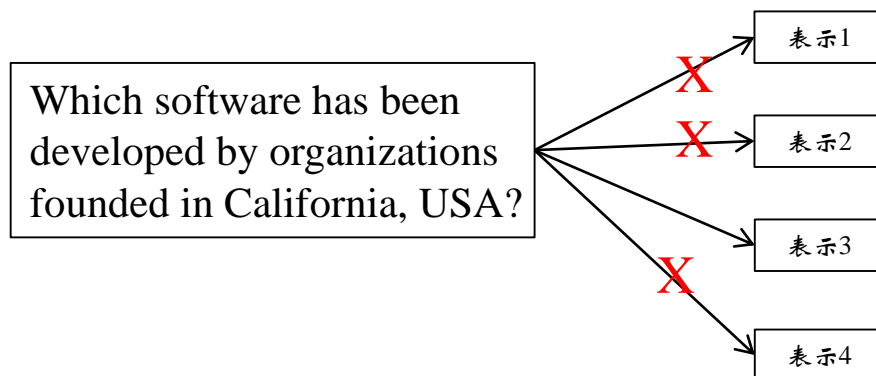 Which software has been
developed by organizations
founded in California, USA?
X
X
X
表示1
表示2
表示3
表示4